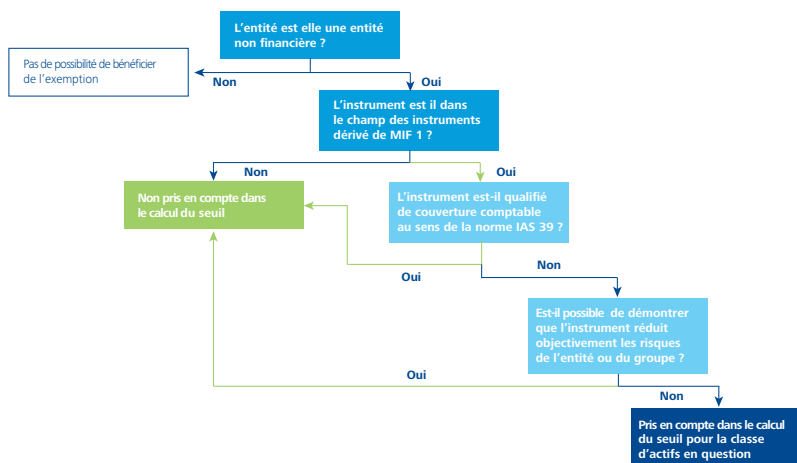 L'entité est elle une entité
non financière ?
Pas de possibilité de bénéficier
de l'exemption
Non
Oui
L'instrument est il dans
le champ des instruments
dérivé de MIF 1 ?
Non
Oui
Non pris en compte dans
le calcul du seuil
L'instrument est-il qualifié
de couverture comptable
au sens de la norme IAS 39 ?
Oui
Non
Est-il possible de démontrer
que l'instrument réduit
objectivement les risques
de l'entité ou du groupe ?
Oui
Non
Pris en compte dans le calcul
du seuil pour la classe
d'actifs en question